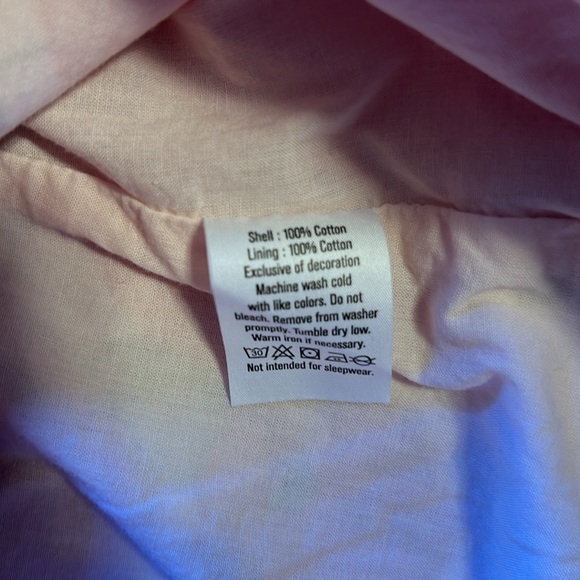 Shell : 100% Cotton
Lining : 100% Cotton
Exclusive of decoration
Machine wash cold
with like colors. Do not
bleach. Remove from washer
promptly. Tumble dry low.
Warm iron if necessary.
30
Not intended for sleepwear.